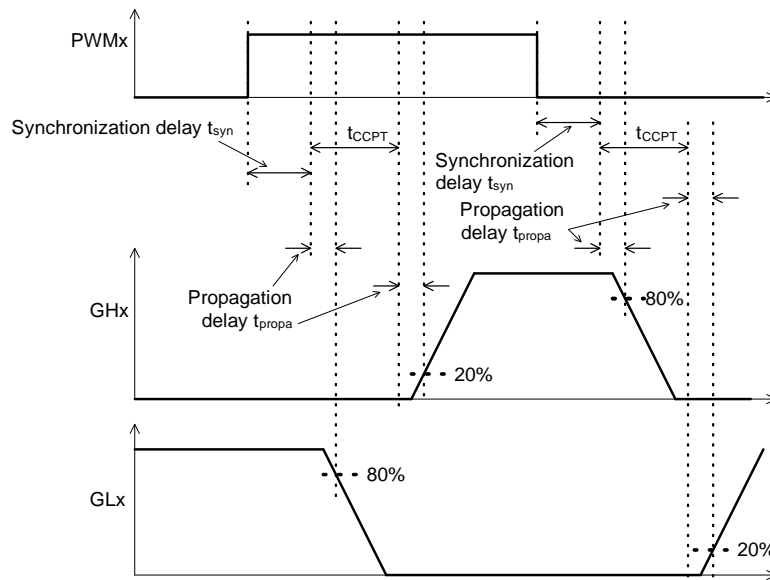 PWMx
Synchronization delay tsyn
tCCPT
Synchronization
delay tsyn
tCCPT
Propagation
delay tpropa
Propagation
delay tpropa
GHx
80%
20%
GLx
80%
20%